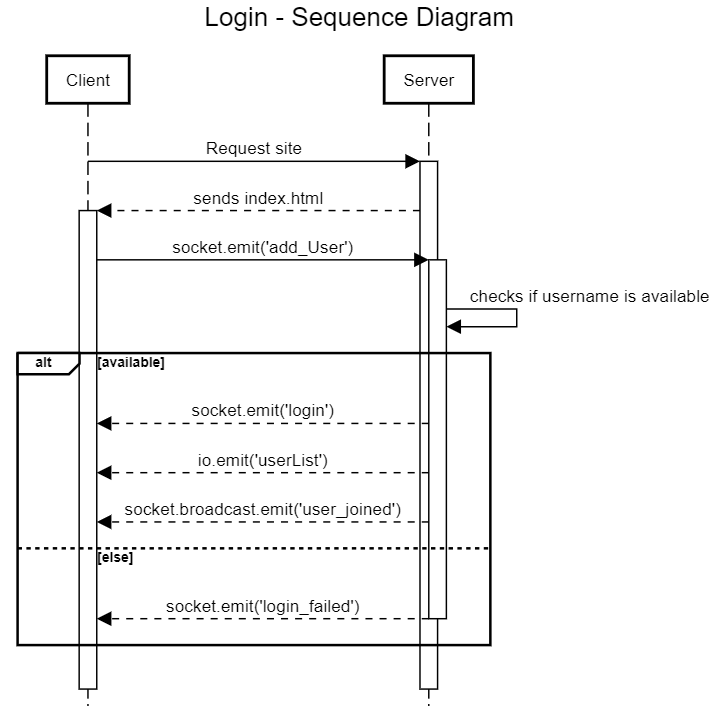 Login - Sequence Diagram
Client
Server
Request site
sends index.html
socket.emit('add_User')
checks if username is available
alt
[available]
socket.emit('login')
io.emit('userList')
socket.broadcast.emit('user_joined')
[else]
socket.emit('login_failed')